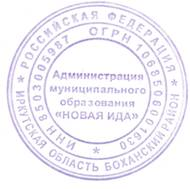 РОССИЙСКАЯ ФЕДЕРАЦИЯ
ИРКУТСКАЯ ОБЛАСТЬ БОХАНСКИЙ РАЙОН
ИНН 8503005987 ОГРН 1068506001630
Администрация
муниципального
образования
«НОВАЯ ИДА»